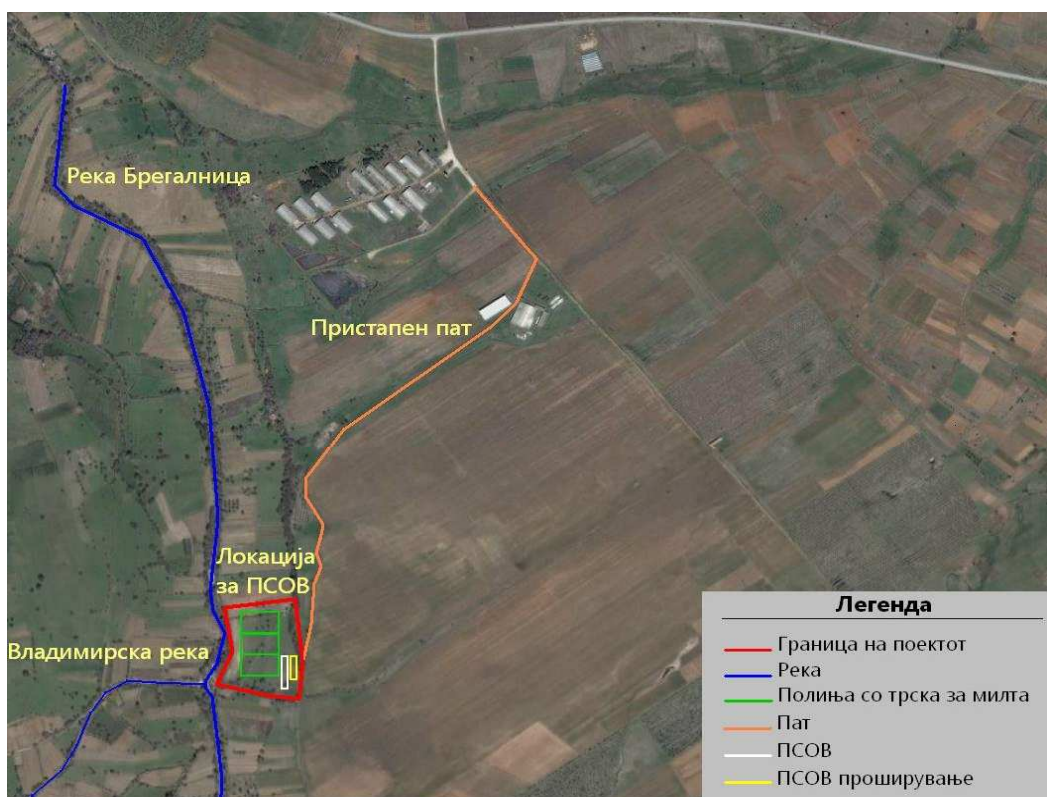 Река Брегалница
Пристапен пат
Локација
за ПСОВ
Владимирска река
Легенда
Граница на поектот
Река
Полиња со трска за милта
Пат
ПСОВ
ПСОВ проширување